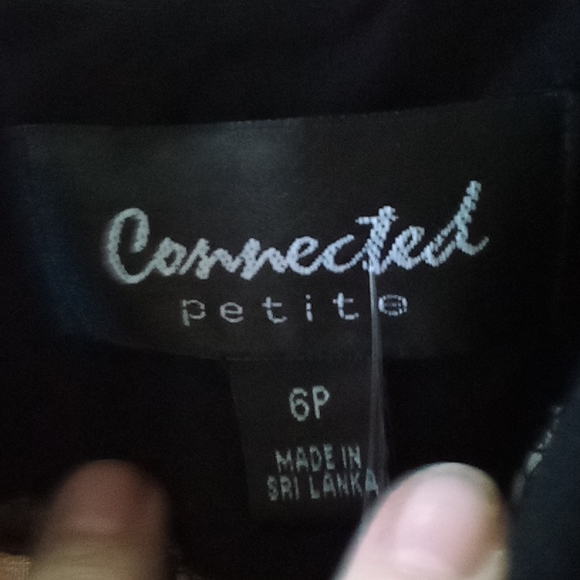 Connected
petite
6P
MADE IN
SRI LANKA